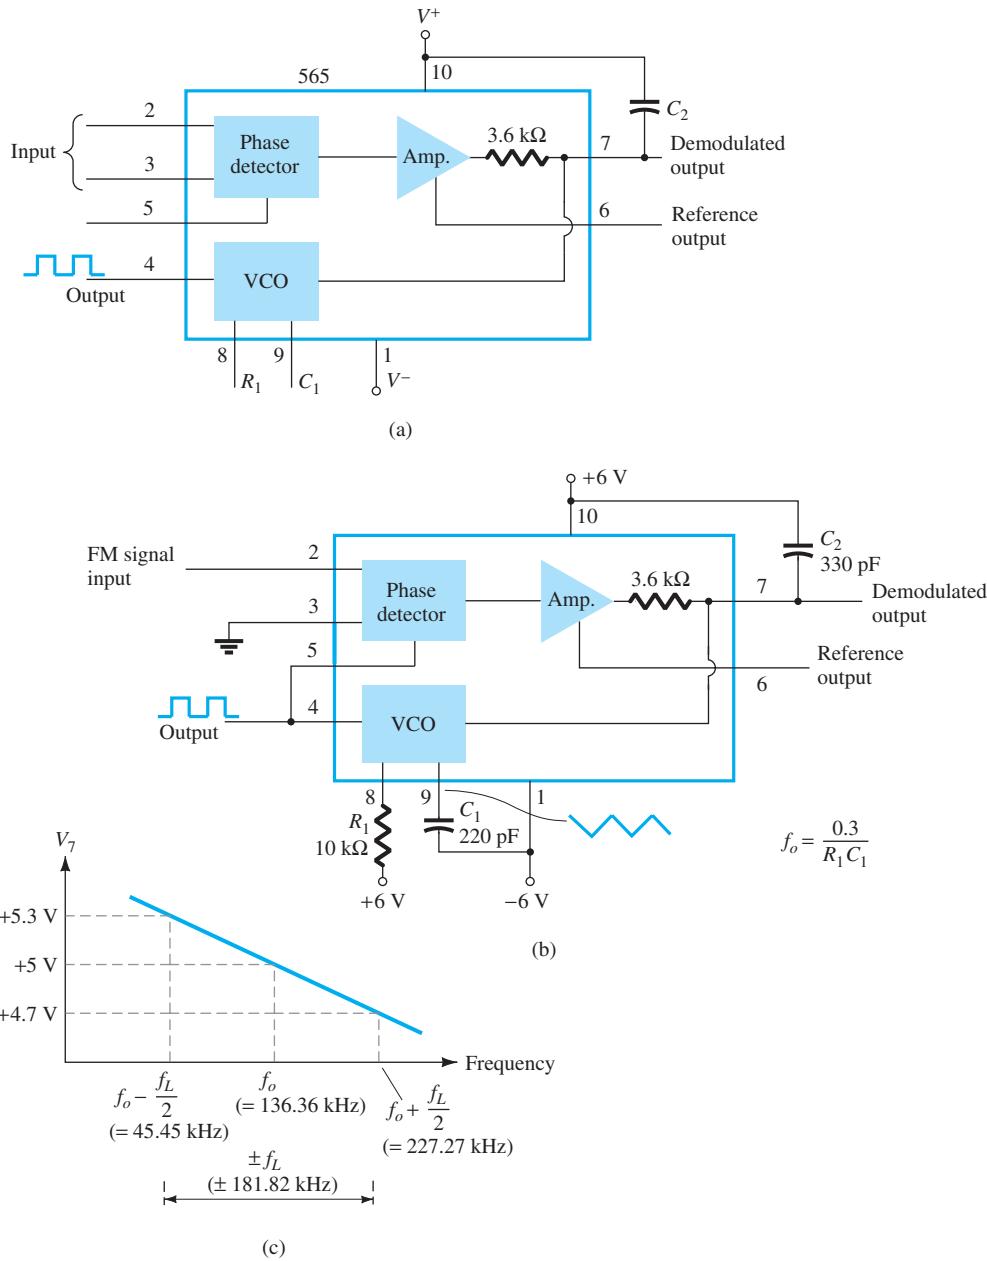 V⁺
565
10
2
C₂
Input
Phase
detector
Amp.
3.6 kΩ
7
Demodulated
output
3
5
6
Reference
output
4
Output
VCO
8
9
1
R₁
C₁
V⁻
(a)
+6 V
10
FM signal
input
2
C₂
330 pF
3
Phase
detector
Amp.
3.6 kΩ
7
Demodulated
output
5
Reference
output
6
4
Output
VCO
8
9
1
R₁
10 kΩ
C₁
220 pF
fₒ = 0.3 / R₁C₁
+6 V
−6 V
(b)
V₇
+5.3 V
+5 V
+4.7 V
Frequency
fₒ − f_L / 2
(= 45.45 kHz)
fₒ
(= 136.36 kHz)
fₒ + f_L / 2
(= 227.27 kHz)
± f_L
(± 181.82 kHz)
(c)